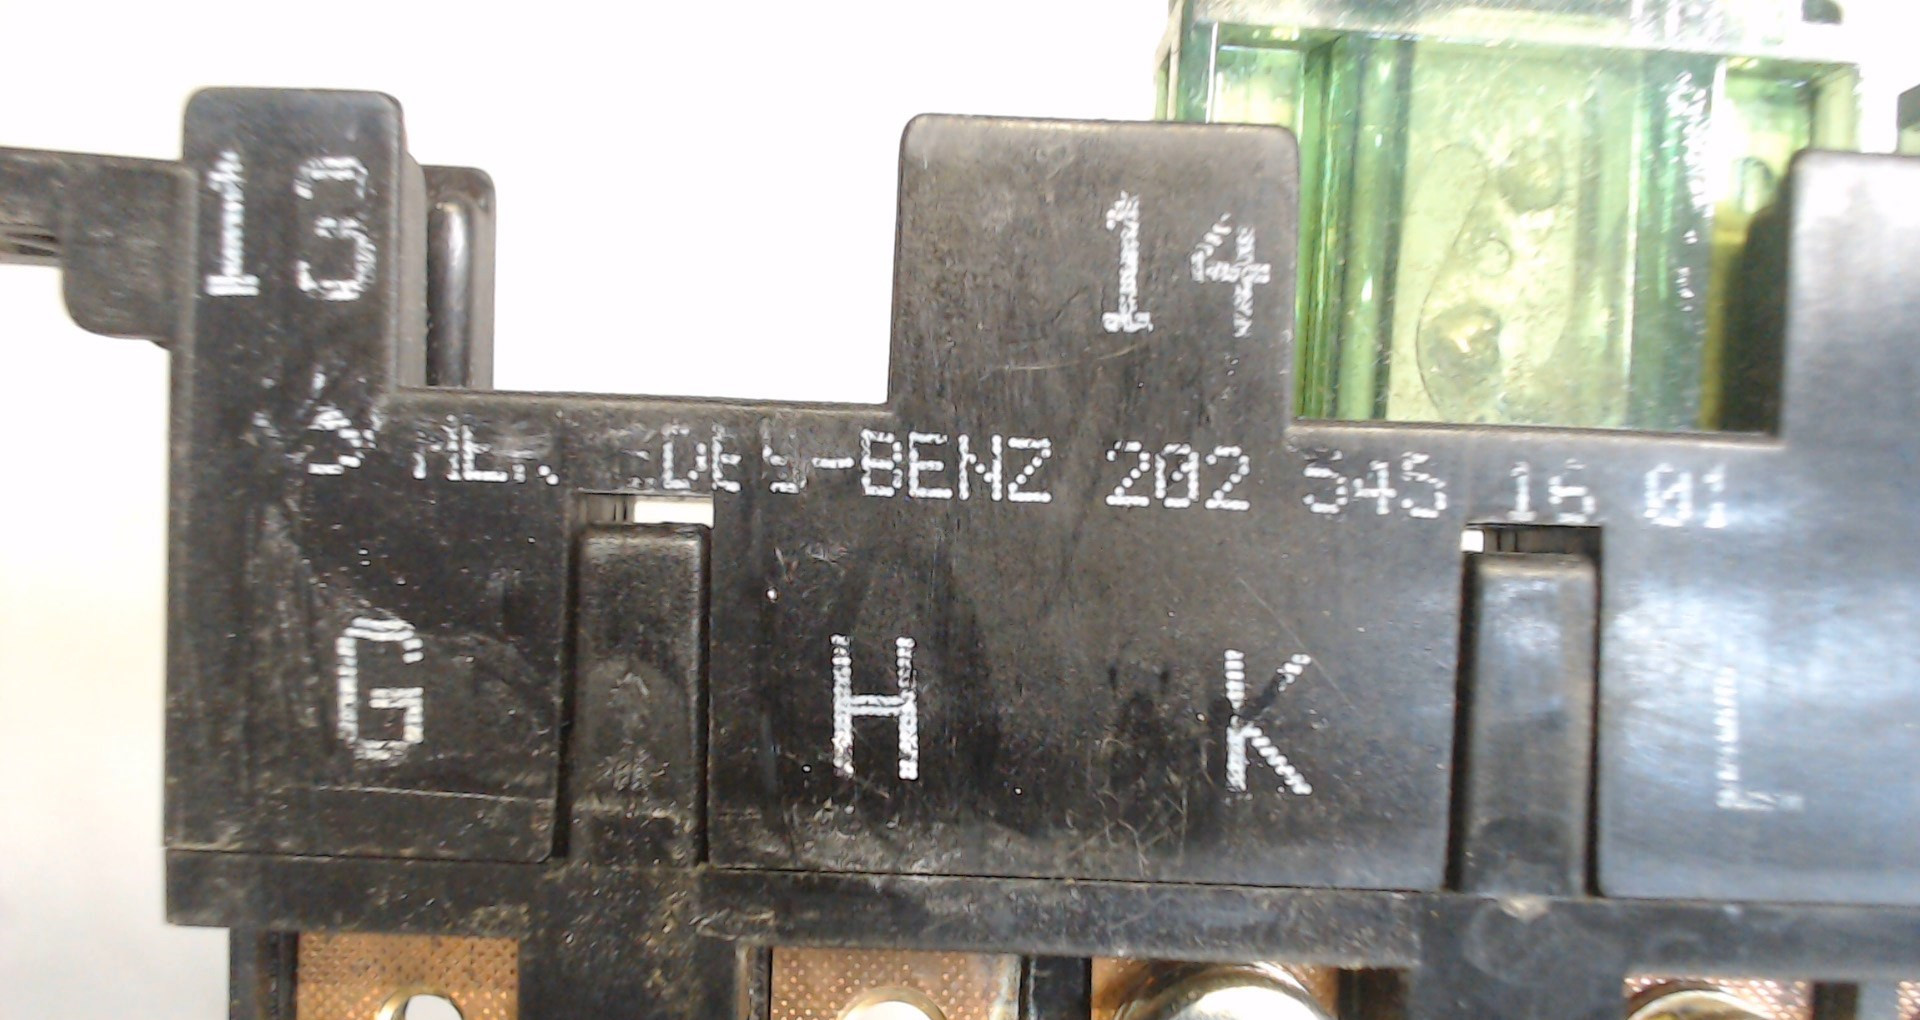 13 14
MERCEDES-BENZ 202 545 16 01
G H K L